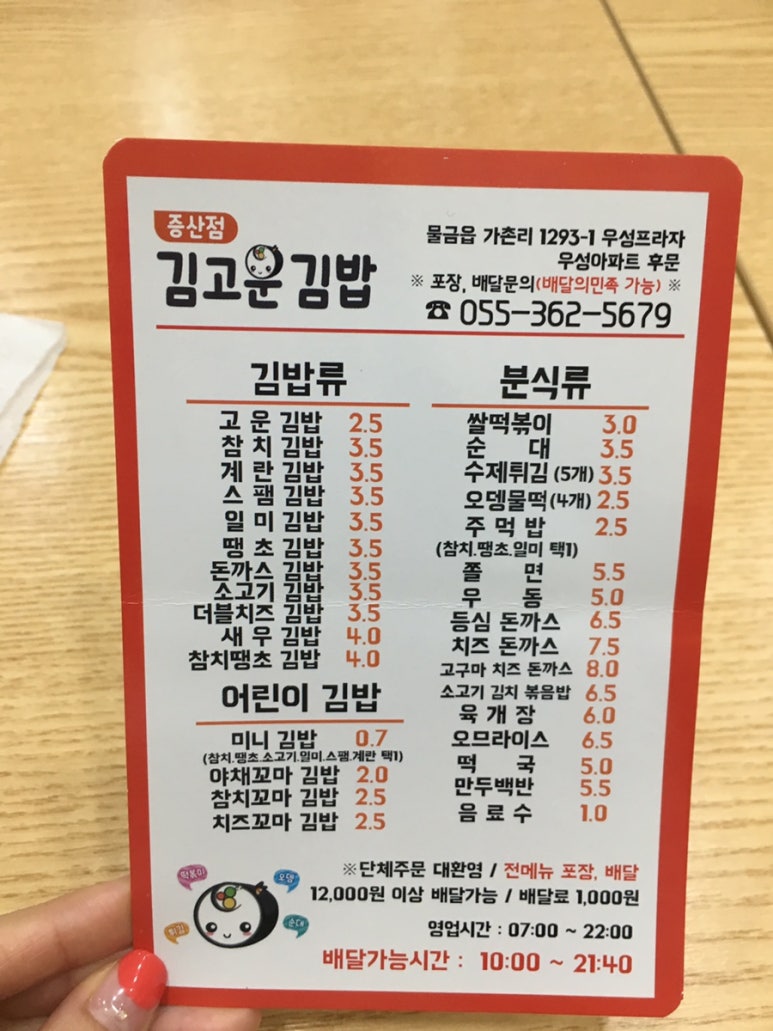 증산점
김고운김밥
물금읍 가촌리 1293-1 우성프라자
우성아파트 후문
※ 포장, 배달문의(배달의민족 가능) ※
☎ 055-362-5679
김밥류
고운 김밥 2.5
참치 김밥 3.5
계란 김밥 3.5
스팸 김밥 3.5
일미 김밥 3.5
땡초 김밥 3.5
돈까스 김밥 3.5
소고기 김밥 3.5
더블치즈 김밥 3.5
새우 김밥 4.0
참치땡초 김밥 4.0
어린이 김밥
미니 김밥 0.7
(참치.땡초.소고기.일미.스팸.계란 택1)
야채꼬마 김밥 2.0
참치꼬마 김밥 2.5
치즈꼬마 김밥 2.5
분식류
쌀떡볶이 3.0
순대 3.5
수제튀김 (5개) 3.5
오뎅물떡(4개) 2.5
주먹밥 2.5
(참치.땡초.일미 택1)
쫄면 5.5
우동 5.0
등심 돈까스 6.5
치즈 돈까스 7.5
고구마 치즈 돈까스 8.0
소고기 김치 볶음밥 6.5
육개장 6.0
오므라이스 6.5
떡국 5.0
만두백반 5.5
음료수 1.0
떡볶이
오뎅
튀김
순대
※단체주문 대환영 / 전메뉴 포장, 배달
12,000원 이상 배달가능 / 배달료 1,000원
영업시간 : 07:00 ~ 22:00
배달가능시간 : 10:00 ~ 21:40